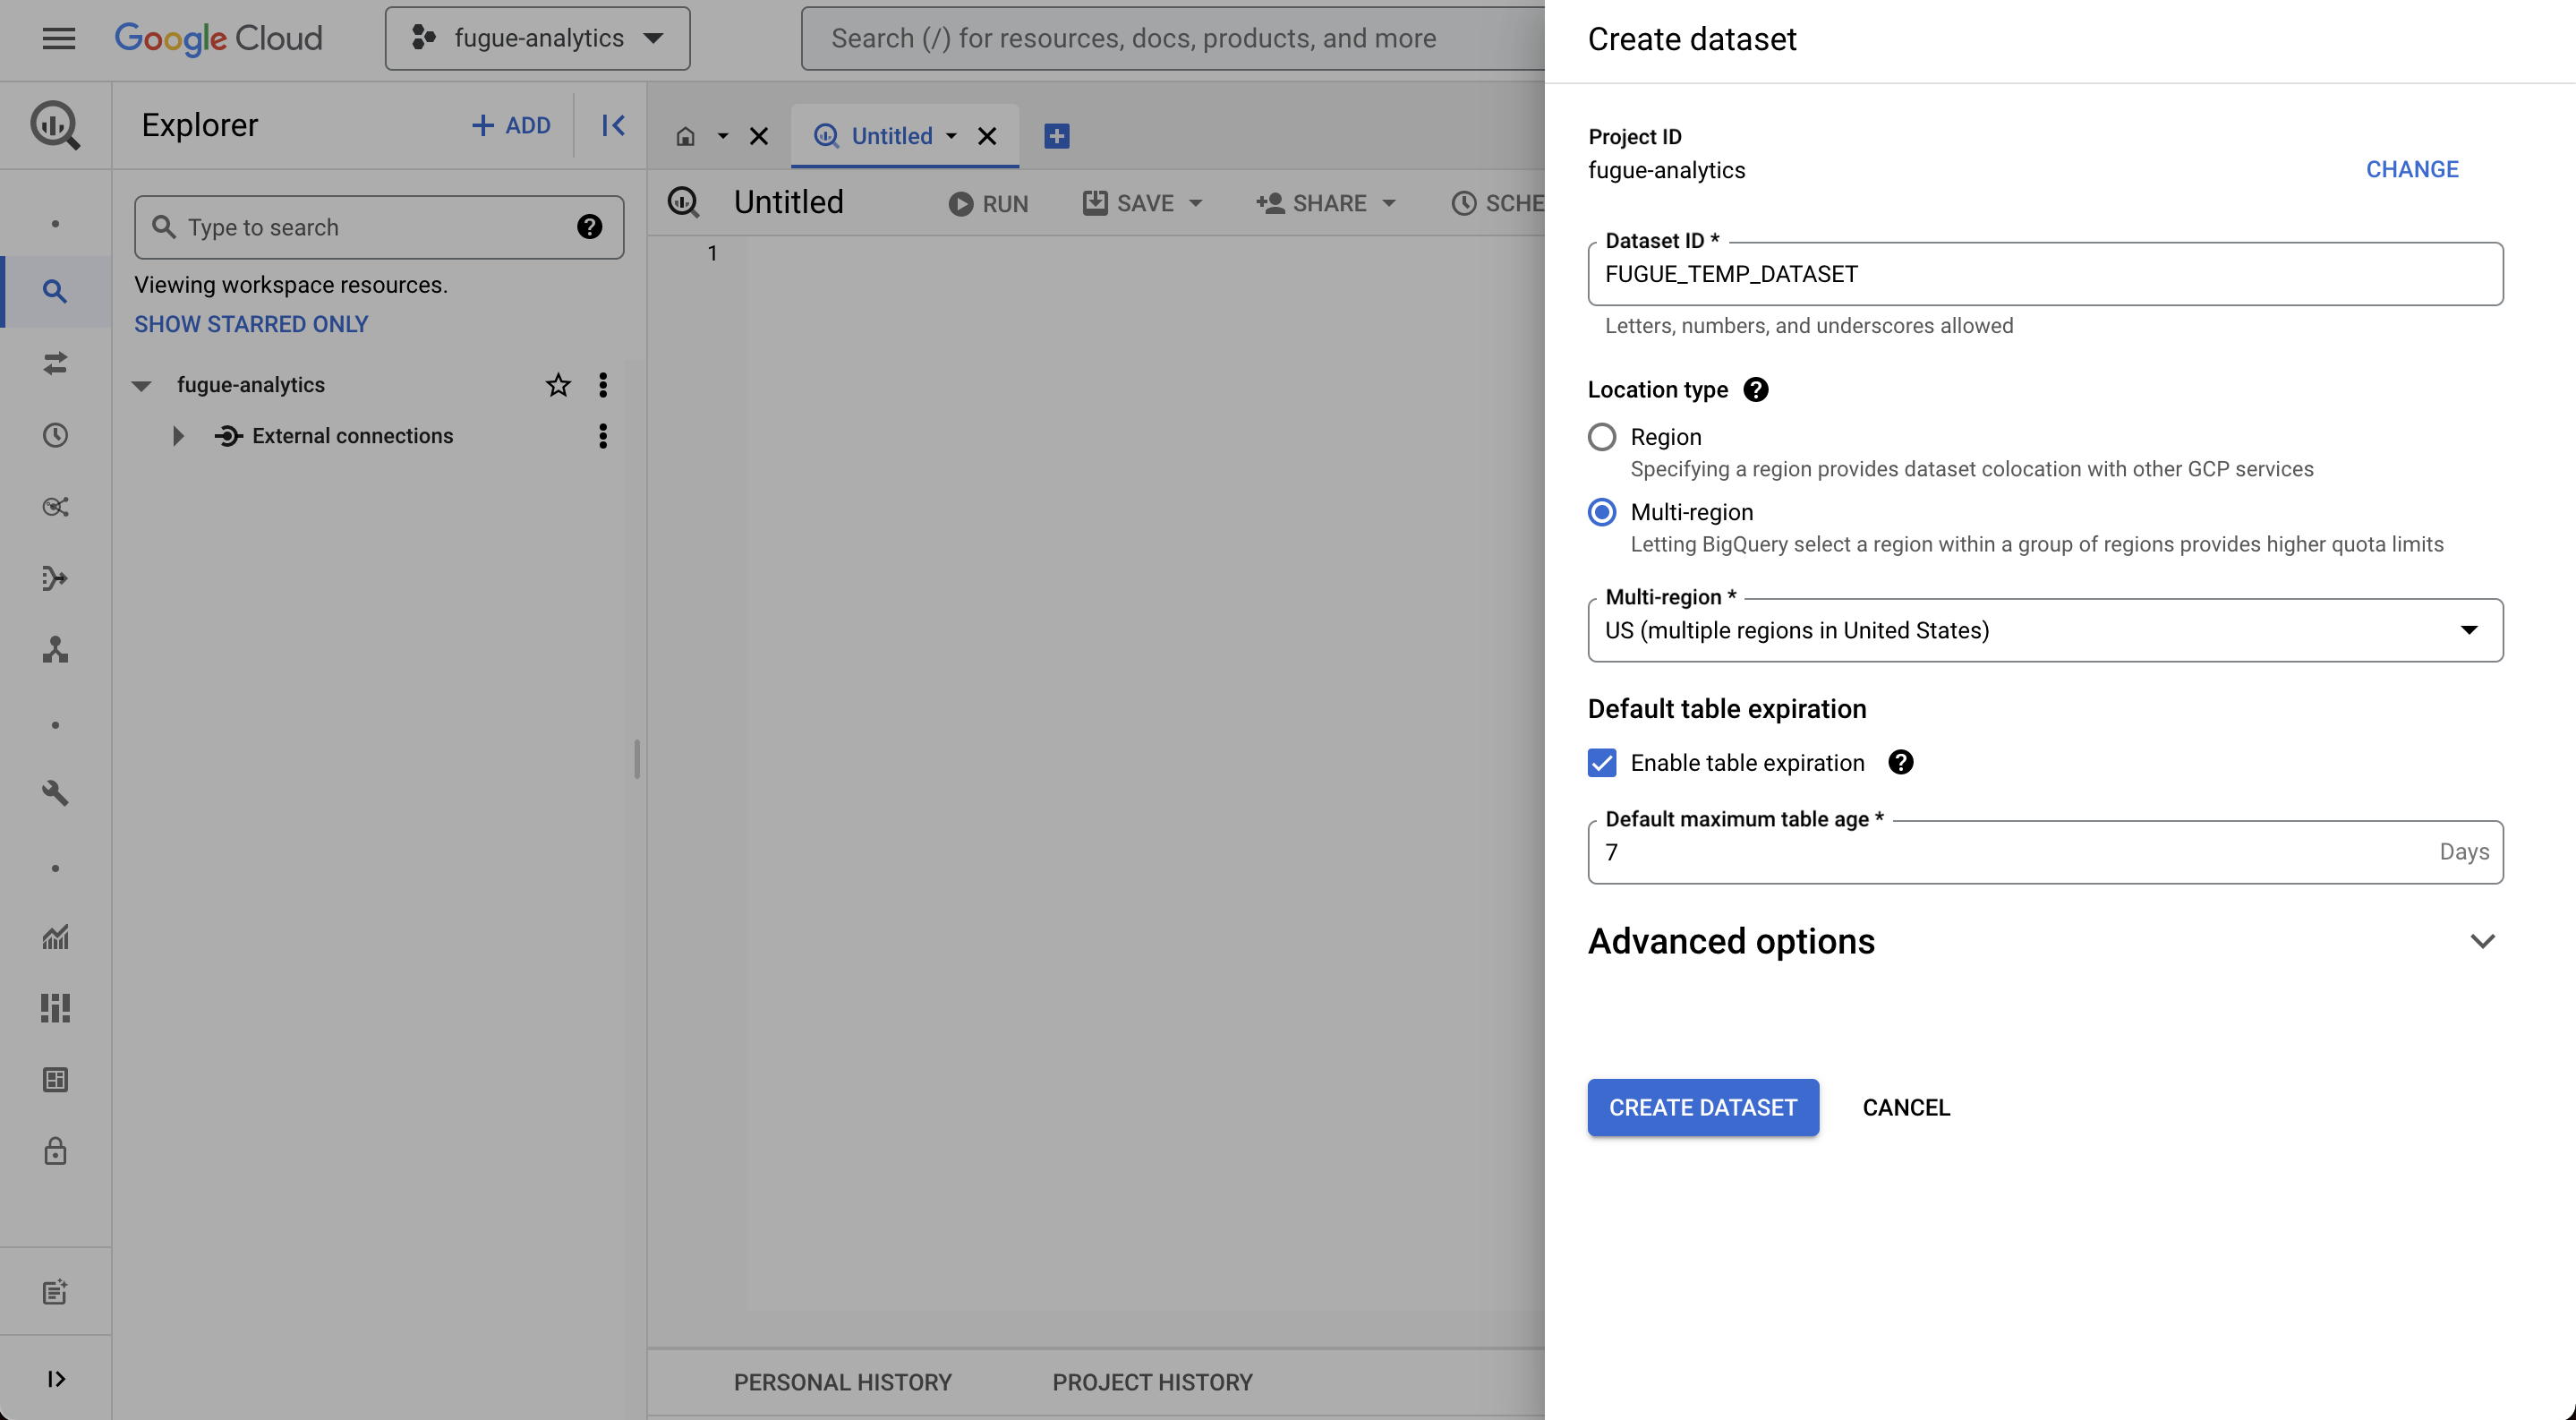 Google Cloud
fugue-analytics
Search (/) for resources, docs, products, and more
Explorer
ADD
Untitled
Untitled
RUN
SAVE
SHARE
SCHE
Type to search
Viewing workspace resources.
SHOW STARRED ONLY
fugue-analytics
External connections
1
PERSONAL HISTORY
PROJECT HISTORY
Create dataset
Project ID
fugue-analytics
CHANGE
Dataset ID *
FUGUE_TEMP_DATASET
Letters, numbers, and underscores allowed
Location type
Region
Specifying a region provides dataset colocation with other GCP services
Multi-region
Letting BigQuery select a region within a group of regions provides higher quota limits
Multi-region *
US (multiple regions in United States)
Default table expiration
Enable table expiration
Default maximum table age *
7
Days
Advanced options
CREATE DATASET
CANCEL